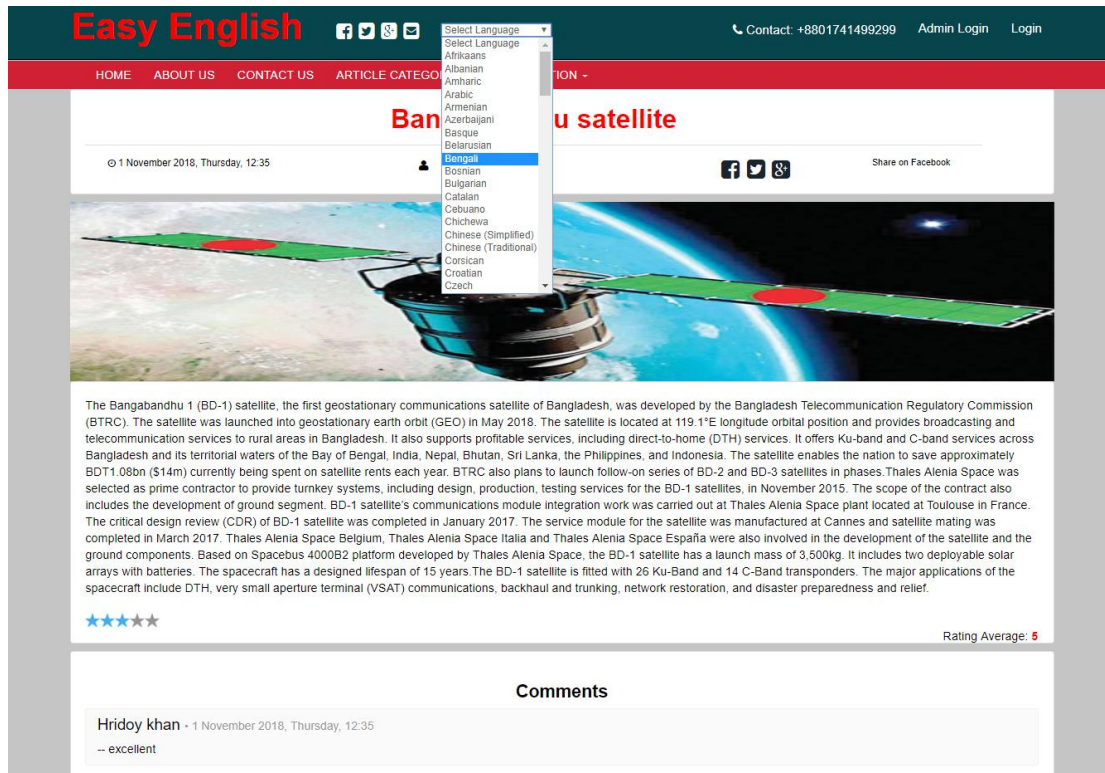 Easy English
Select Language
Contact: +8801741499299
Admin Login
Login
Select Language
Afrikaans
Albanian
Amharic
Arabic
Armenian
Azerbaijani
Basque
Belarusian
Bengali
Bosnian
Bulgarian
Catalan
Cebuano
Chichewa
Chinese (Simplified)
Chinese (Traditional)
Corsican
Croatian
Czech
HOME ABOUT US CONTACT US ARTICLE CATEGO TION
Ban u satellite
1 November 2018, Thursday, 12:35
Share on Facebook
The Bangabandhu 1 (BD-1) satellite, the first geostationary communications satellite of Bangladesh, was developed by the Bangladesh Telecommunication Regulatory Commission
(BTRC). The satellite was launched into geostationary earth orbit (GEO) in May 2018. The satellite is located at 119.1°E longitude orbital position and provides broadcasting and
telecommunication services to rural areas in Bangladesh. It also supports profitable services, including direct-to-home (DTH) services. It offers Ku-band and C-band services across
Bangladesh and its territorial waters of the Bay of Bengal, India, Nepal, Bhutan, Sri Lanka, the Philippines, and Indonesia. The satellite enables the nation to save approximately
BDT1.08bn ($14m) currently being spent on satellite rents each year. BTRC also plans to launch follow-on series of BD-2 and BD-3 satellites in phases.Thales Alenia Space was
selected as prime contractor to provide turnkey systems, including design, production, testing services for the BD-1 satellites, in November 2015. The scope of the contract also
includes the development of ground segment. BD-1 satellite's communications module integration work was carried out at Thales Alenia Space plant located at Toulouse in France.
The critical design review (CDR) of BD-1 satellite was completed in January 2017. The service module for the satellite was manufactured at Cannes and satellite mating was
completed in March 2017. Thales Alenia Space Belgium, Thales Alenia Space Italia and Thales Alenia Space España were also involved in the development of the satellite and the
ground components. Based on Spacebus 4000B2 platform developed by Thales Alenia Space, the BD-1 satellite has a launch mass of 3,500kg. It includes two deployable solar
arrays with batteries. The spacecraft has a designed lifespan of 15 years.The BD-1 satellite is fitted with 26 Ku-Band and 14 C-Band transponders. The major applications of the
spacecraft include DTH, very small aperture terminal (VSAT) communications, backhaul and trunking, network restoration, and disaster preparedness and relief.
Rating Average: 5
Comments
Hridoy khan - 1 November 2018, Thursday, 12:35
-- excellent